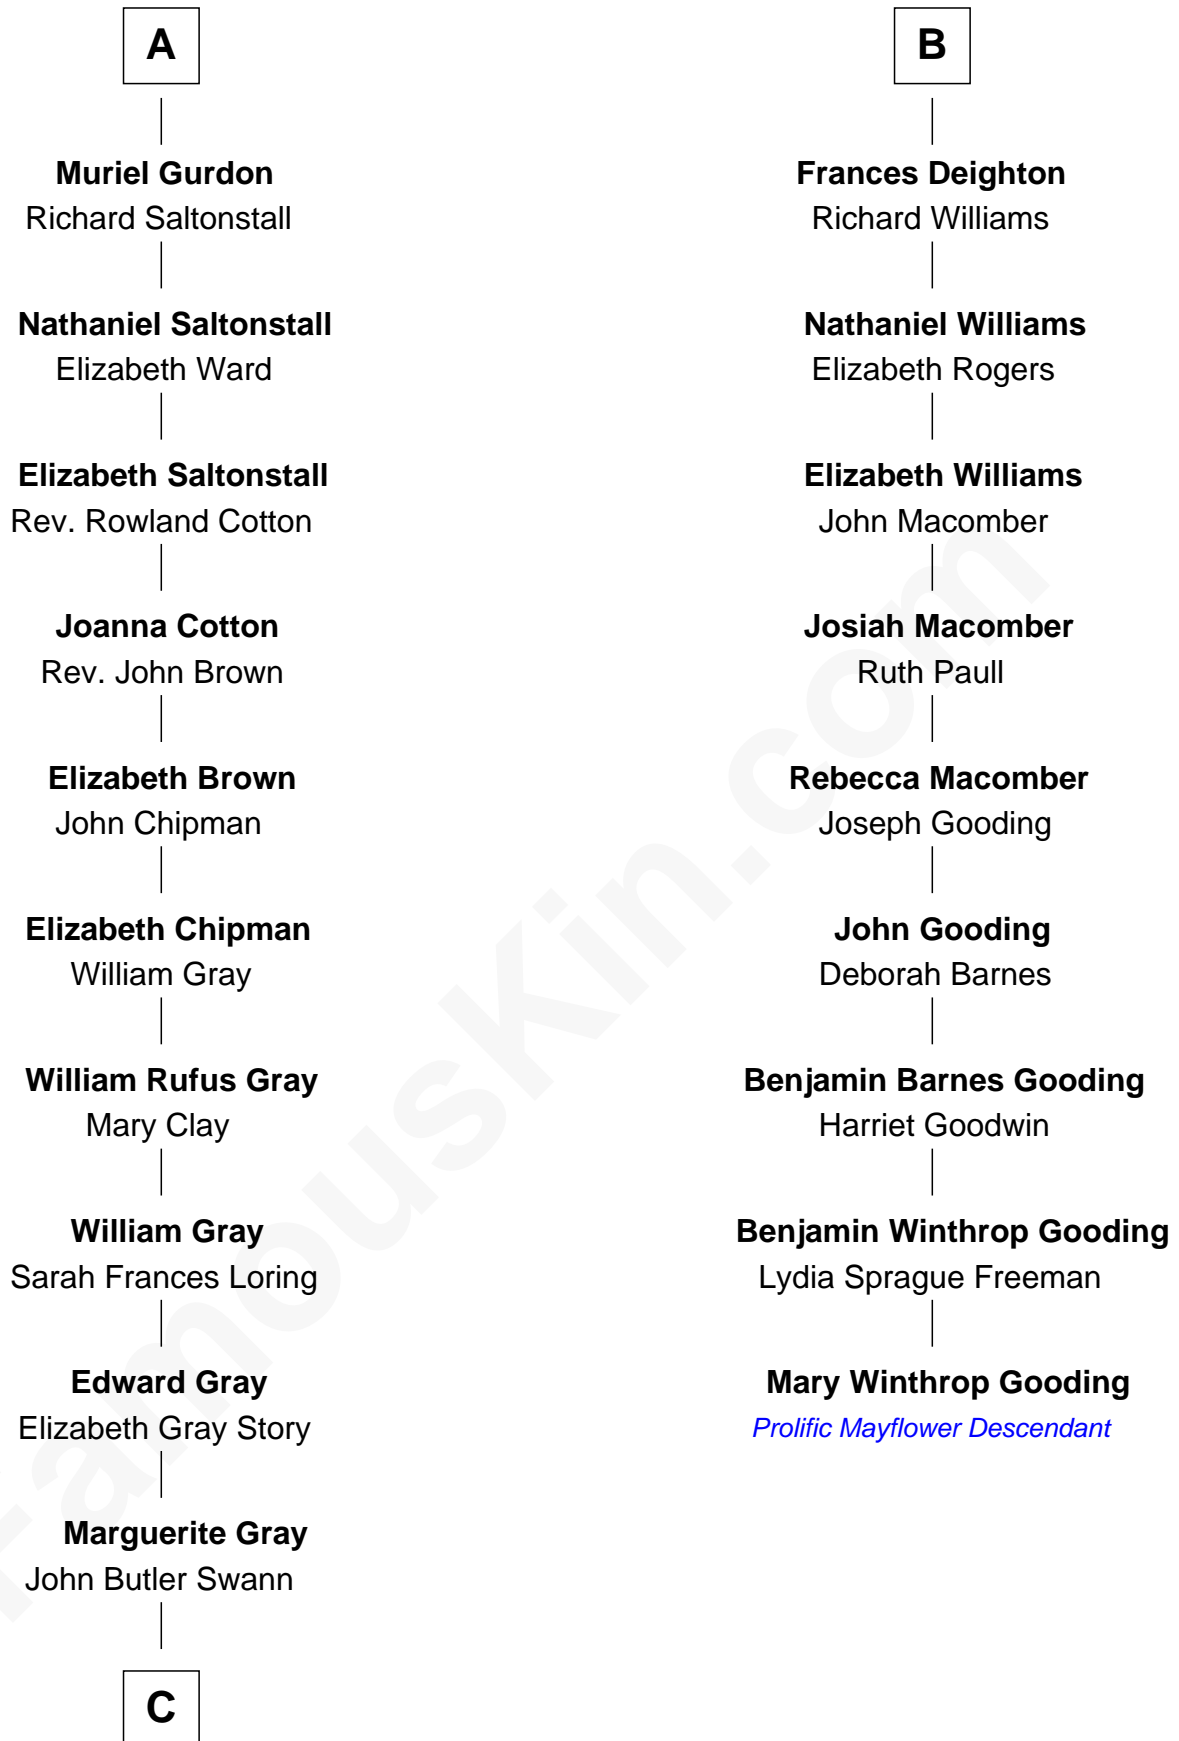 A
Muriel Gurdon
Richard Saltonstall
Nathaniel Saltonstall
Elizabeth Ward
Elizabeth Saltonstall
Rev. Rowland Cotton
Joanna Cotton
Rev. John Brown
Elizabeth Brown
John Chipman
Elizabeth Chipman
William Gray
William Rufus Gray
Mary Clay
William Gray
Sarah Frances Loring
Edward Gray
Elizabeth Gray Story
Marguerite Gray
John Butler Swann
C
B
Frances Deighton
Richard Williams
Nathaniel Williams
Elizabeth Rogers
Elizabeth Williams
John Macomber
Josiah Macomber
Ruth Paull
Rebecca Macomber
Joseph Gooding
John Gooding
Deborah Barnes
Benjamin Barnes Gooding
Harriet Goodwin
Benjamin Winthrop Gooding
Lydia Sprague Freeman
Mary Winthrop Gooding
Prolific Mayflower Descendant
FamousKin.com